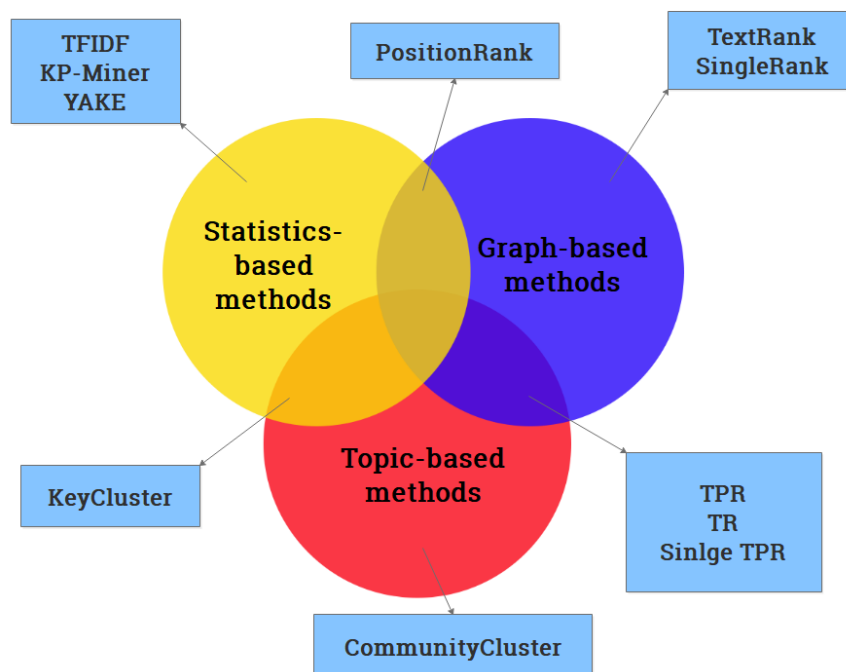 TFIDF
KP-Miner
YAKE
PositionRank
TextRank
SingleRank
Statistics-
based
methods
Graph-based
methods
Topic-based
methods
KeyCluster
TPR
TR
Sinlge TPR
CommunityCluster